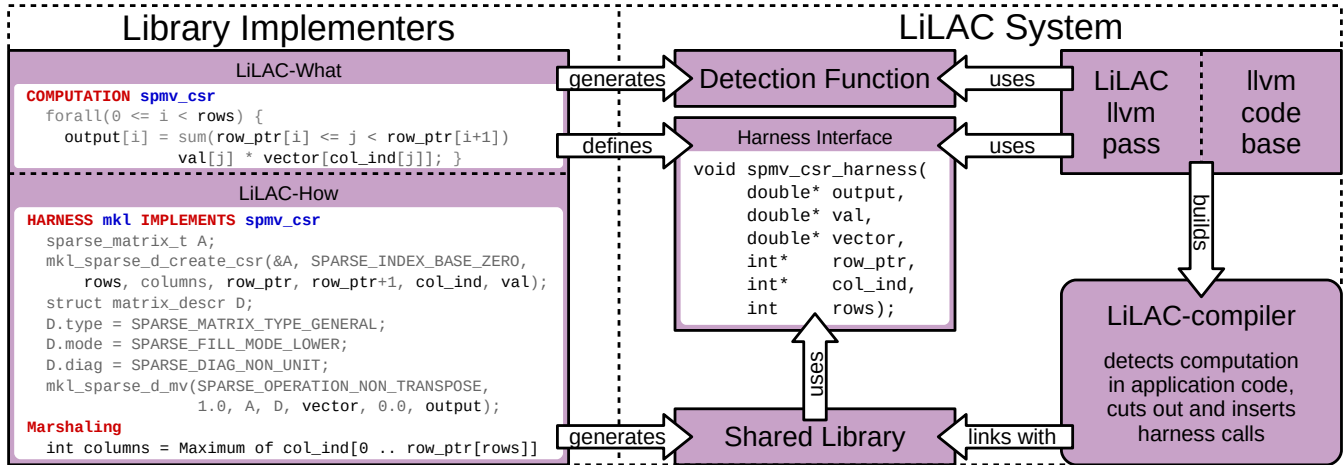 Library Implementers
LiLAC-What
COMPUTATION spmv_csr
forall(0 <= i < rows) {
output[i] = sum(row_ptr[i] <= j < row_ptr[i+1])
val[j] * vector[col_ind[j]]; }
LiLAC-How
HARNESS mkl IMPLEMENTS spmv_csr
sparse_matrix_t A;
mkl_sparse_d_create_csr(&A, SPARSE_INDEX_BASE_ZERO,
rows, columns, row_ptr, row_ptr+1, col_ind, val);
struct matrix_descr D;
D.type = SPARSE_MATRIX_TYPE_GENERAL;
D.mode = SPARSE_FILL_MODE_LOWER;
D.diag = SPARSE_DIAG_NON_UNIT;
mkl_sparse_d_mv(SPARSE_OPERATION_NON_TRANSPOSE,
1.0, A, D, vector, 0.0, output);
Marshaling
int columns = Maximum of col_ind[0 .. row_ptr[rows]]
generates
defines
generates
LiLAC System
Detection Function
Harness Interface
void spmv_csr_harness(
double* output,
double* val,
double* vector,
int* row_ptr,
int* col_ind,
int rows);
uses
Shared Library
uses
uses
links with
LiLAC
llvm
pass
llvm
code
base
builds
LiLAC-compiler
detects computation
in application code,
cuts out and inserts
harness calls